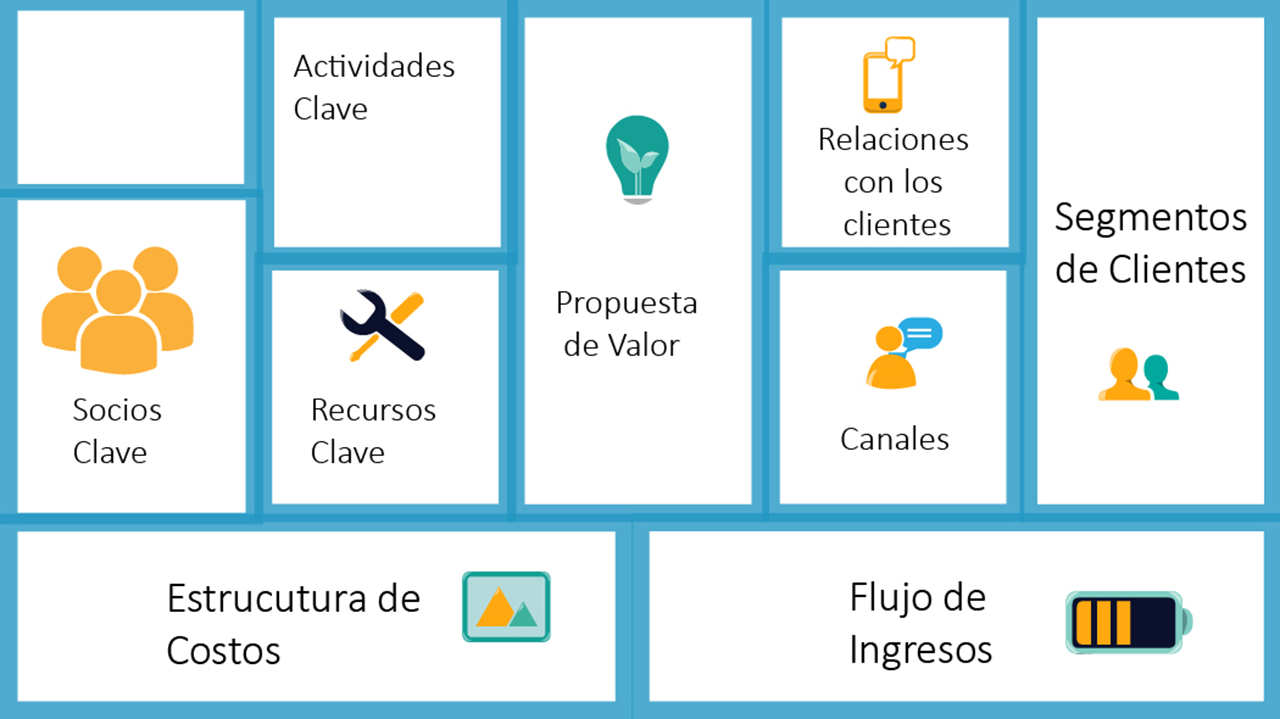 Actividades
Clave
Socios
Clave
Recursos
Clave
Propuesta
de Valor
Relaciones
con los
clientes
Canales
Segmentos
de Clientes
Estrucutura de
Costos
Flujo de
Ingresos